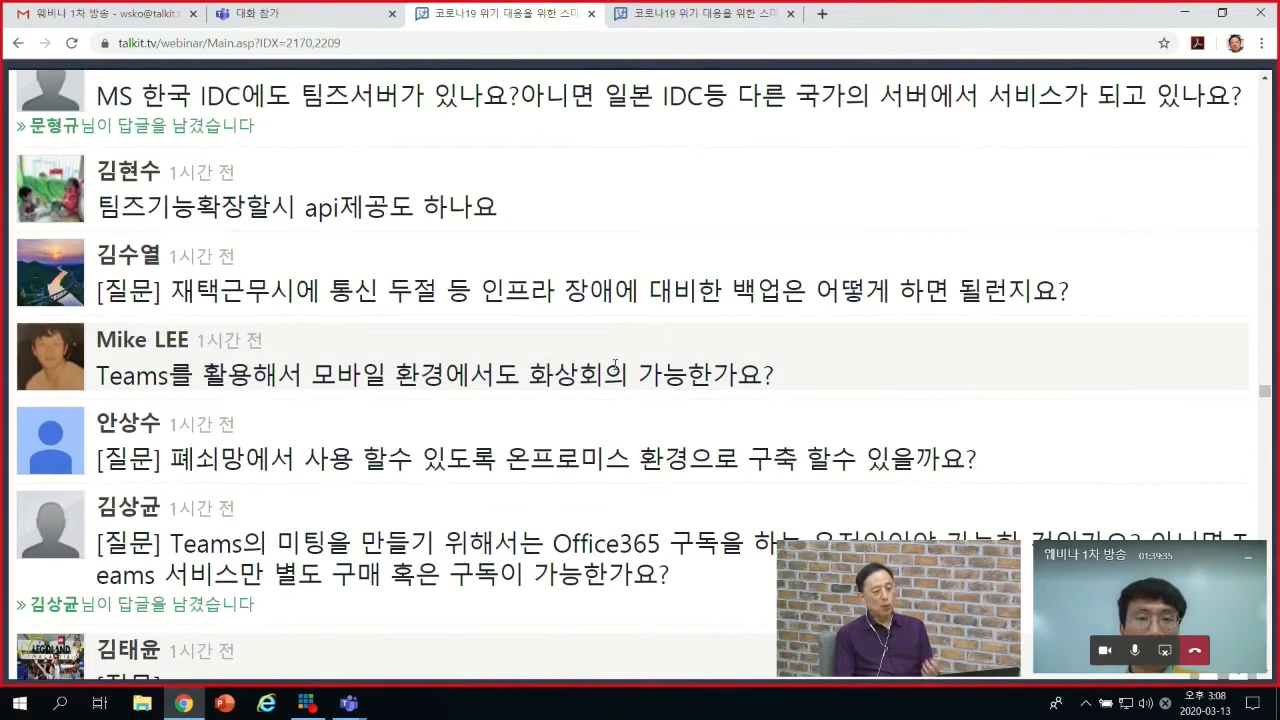 웨비나 1차 방송 - wsko@talkit.t
대화 참가
코로나19 위기 대응을 위한 스마
코로나19 위기 대응을 위한 스마
talkit.tv/webinar/Main.asp?IDX=2170,2209
MS 한국 IDC에도 팀즈서버가 있나요?아니면 일본 IDC등 다른 국가의 서버에서 서비스가 되고 있나요?
» 문형규님이 답글을 남겼습니다
김현수 1시간 전
팀즈기능확장할시 api제공도 하나요
김수열 1시간 전
[질문] 재택근무시에 통신 두절 등 인프라 장애에 대비한 백업은 어떻게 하면 될런지요?
Mike LEE 1시간 전
Teams를 활용해서 모바일 환경에서도 화상회의 가능한가요?
안상수 1시간 전
[질문] 폐쇠망에서 사용 할수 있도록 온프로미스 환경으로 구축 할수 있을까요?
김상균 1시간 전
[질문] Teams의 미팅을 만들기 위해서는 Office365 구독을 하는
eams 서비스만 별도 구매 혹은 구독이 가능한가요?
» 김상균님이 답글을 남겼습니다
웨비나 1차 방송 01:39:35
LEGOLAND
김태윤 1시간 전
오후 3:08
2020-03-13